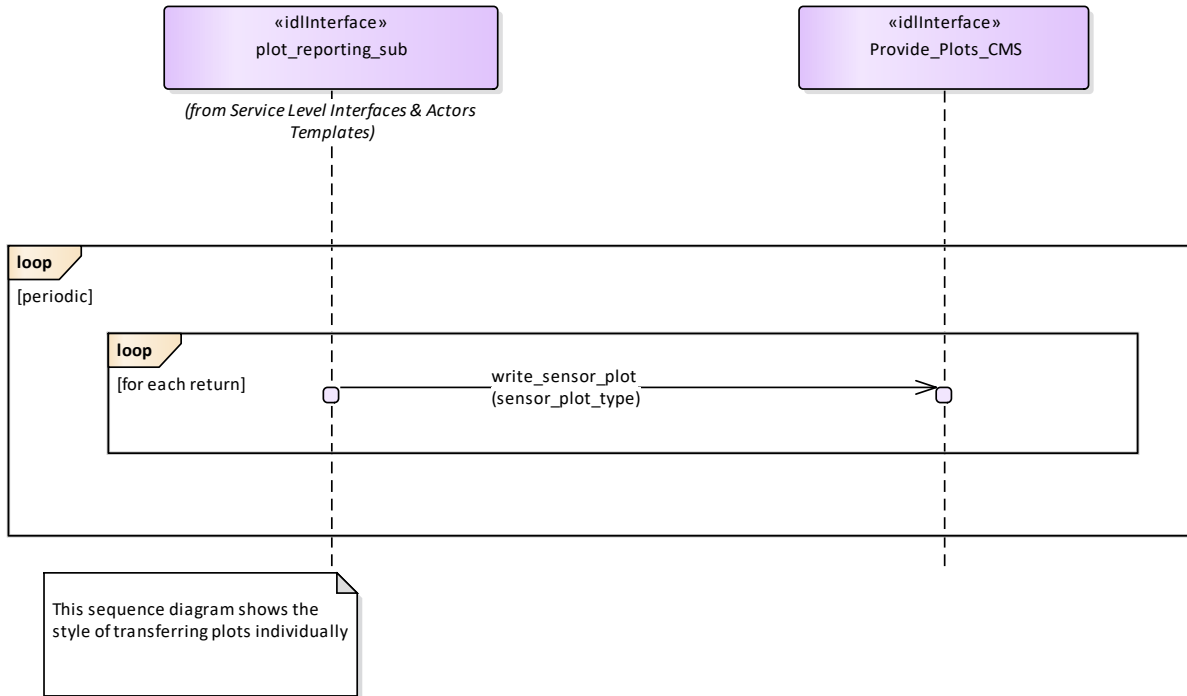 «idlInterface»
plot_reporting_sub
«idlInterface»
Provide_Plots_CMS
(from Service Level Interfaces & Actors
Templates)
loop
[periodic]
loop
[for each return]
write_sensor_plot
(sensor_plot_type)
This sequence diagram shows the
style of transferring plots individually